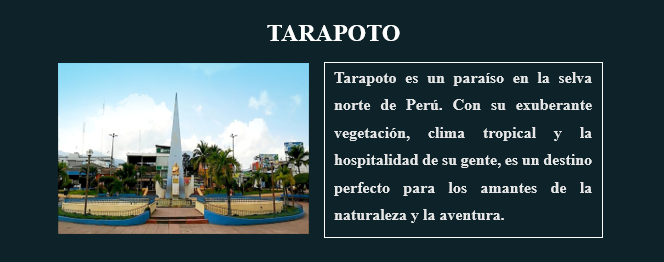 TARAPOTO
Tarapoto es un paraíso en la selva
norte de Perú. Con su exuberante
vegetación, clima tropical y la
hospitalidad de su gente, es un destino
perfecto para los amantes de la
naturaleza y la aventura.